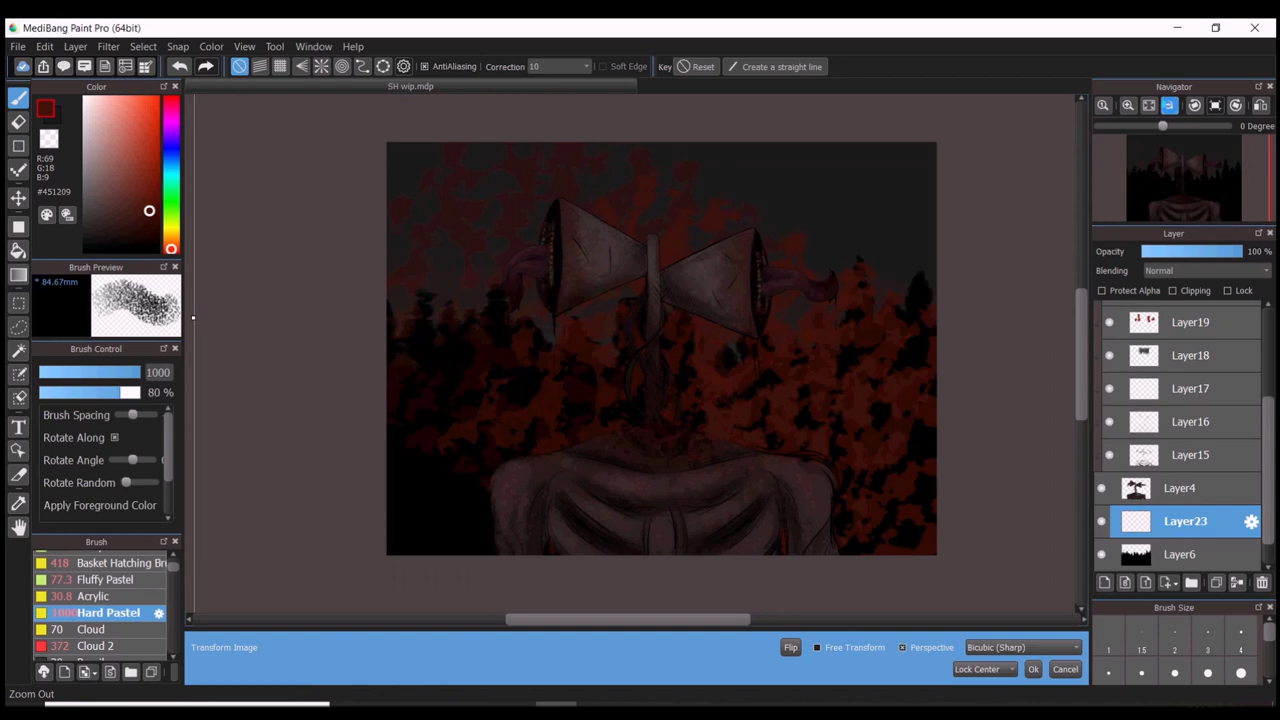 MediBang Paint Pro (64bit)
File Edit Layer Filter Select Snap Color View Tool Window Help
AntiAliasing Correction 10 Soft Edge Key Reset Create a straight line
Color SH wip.mdp Navigator
R:69
G:18
B:9
#451209
0 Degree
Layer
Opacity 100 %
Blending Normal
Protect Alpha Clipping Lock
Brush Preview
* 84.67mm
Brush Control
1000
80 %
Brush Spacing
Rotate Along
Rotate Angle
Rotate Random
Apply Foreground Color
Brush
418 Basket Hatching Bru
77.3 Fluffy Pastel
30.8 Acrylic
1000 Hard Pastel
70 Cloud
372 Cloud 2
Layer19
Layer18
Layer17
Layer16
Layer15
Layer4
Layer23
Layer6
Brush Size
1 1.5 2 2.5 3
Transform Image Flip Free Transform Perspective Bicubic (Sharp)
Lock Center Ok Cancel
Zoom Out